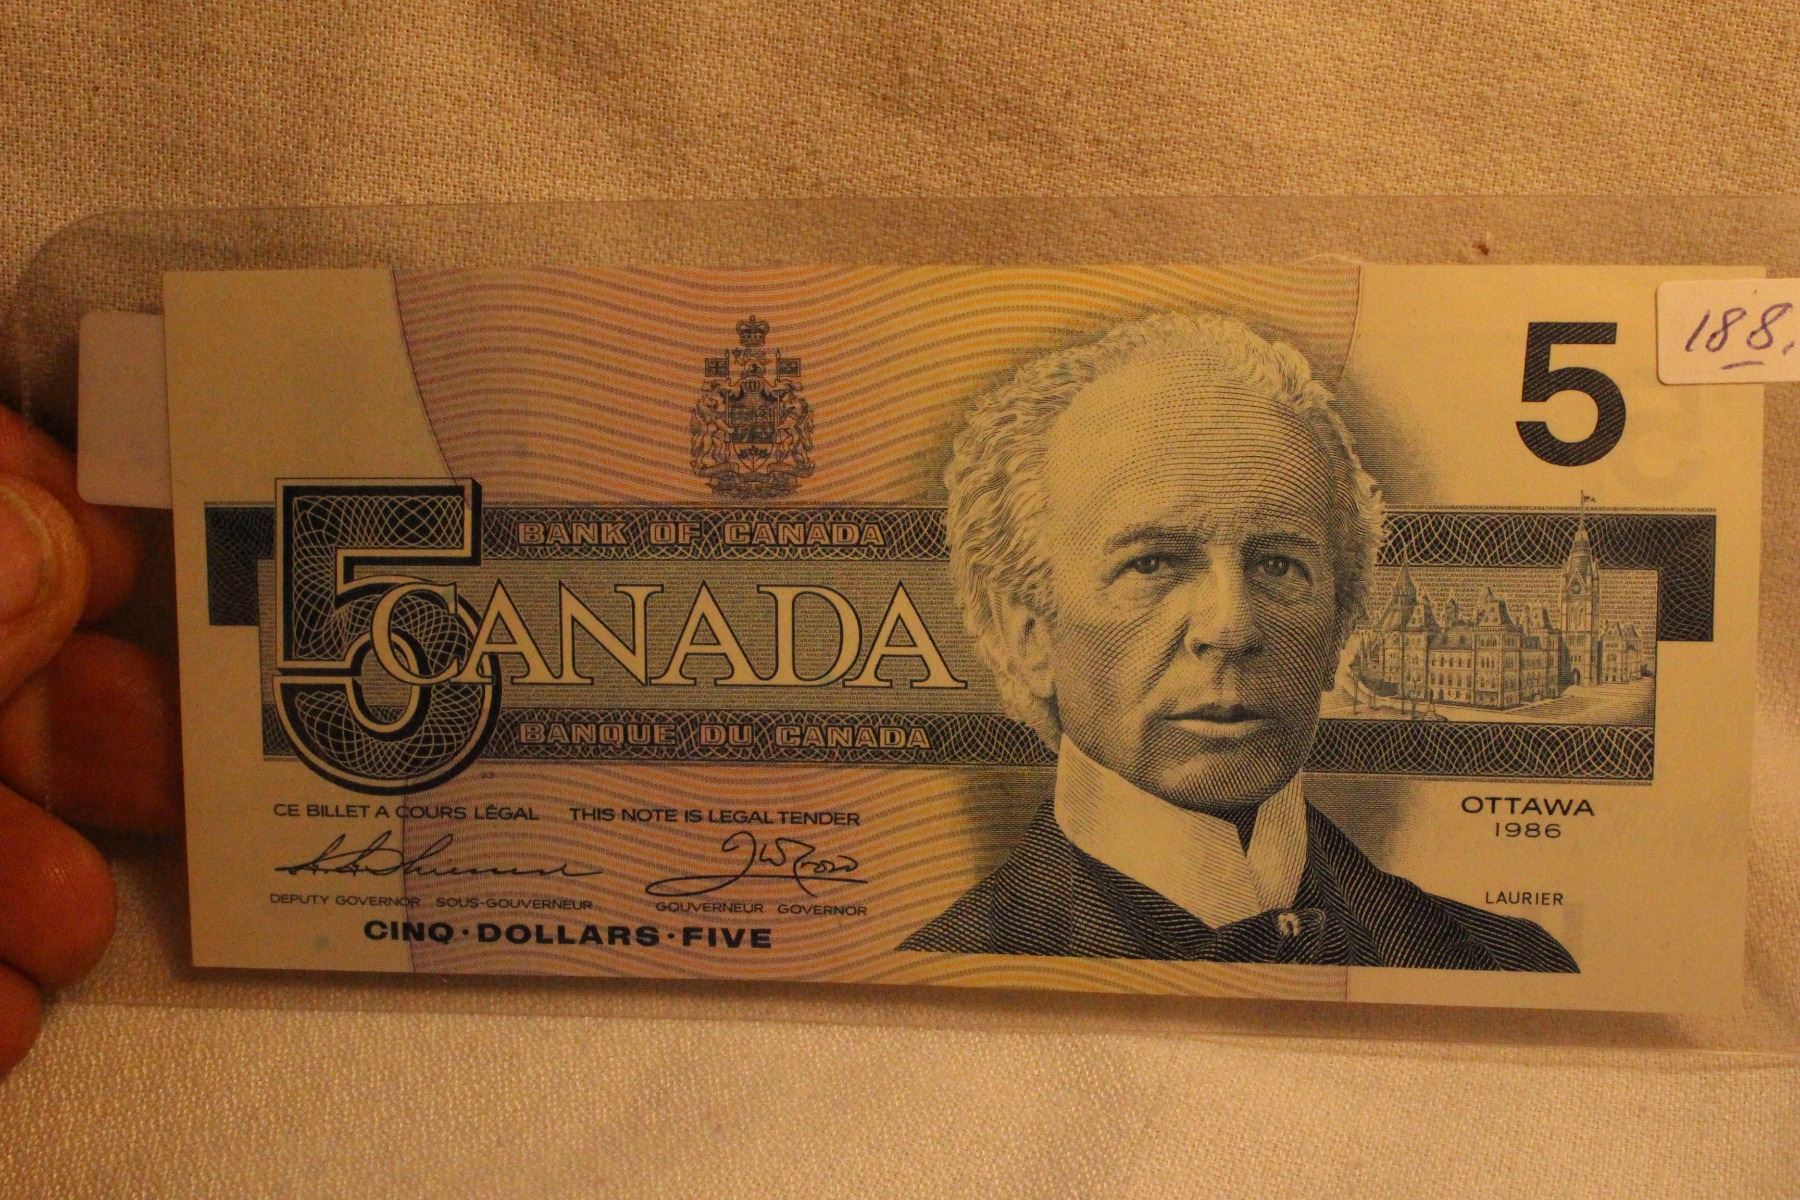 188.
5
BANK OF CANADA
5 CANADA
BANQUE DU CANADA
CE BILLET A COURS LÉGAL THIS NOTE IS LEGAL TENDER
OTTAWA
1986
DEPUTY GOVERNOR SOUS-GOUVERNEUR GOUVERNEUR GOVERNOR
LAURIER
CINQ·DOLLARS·FIVE